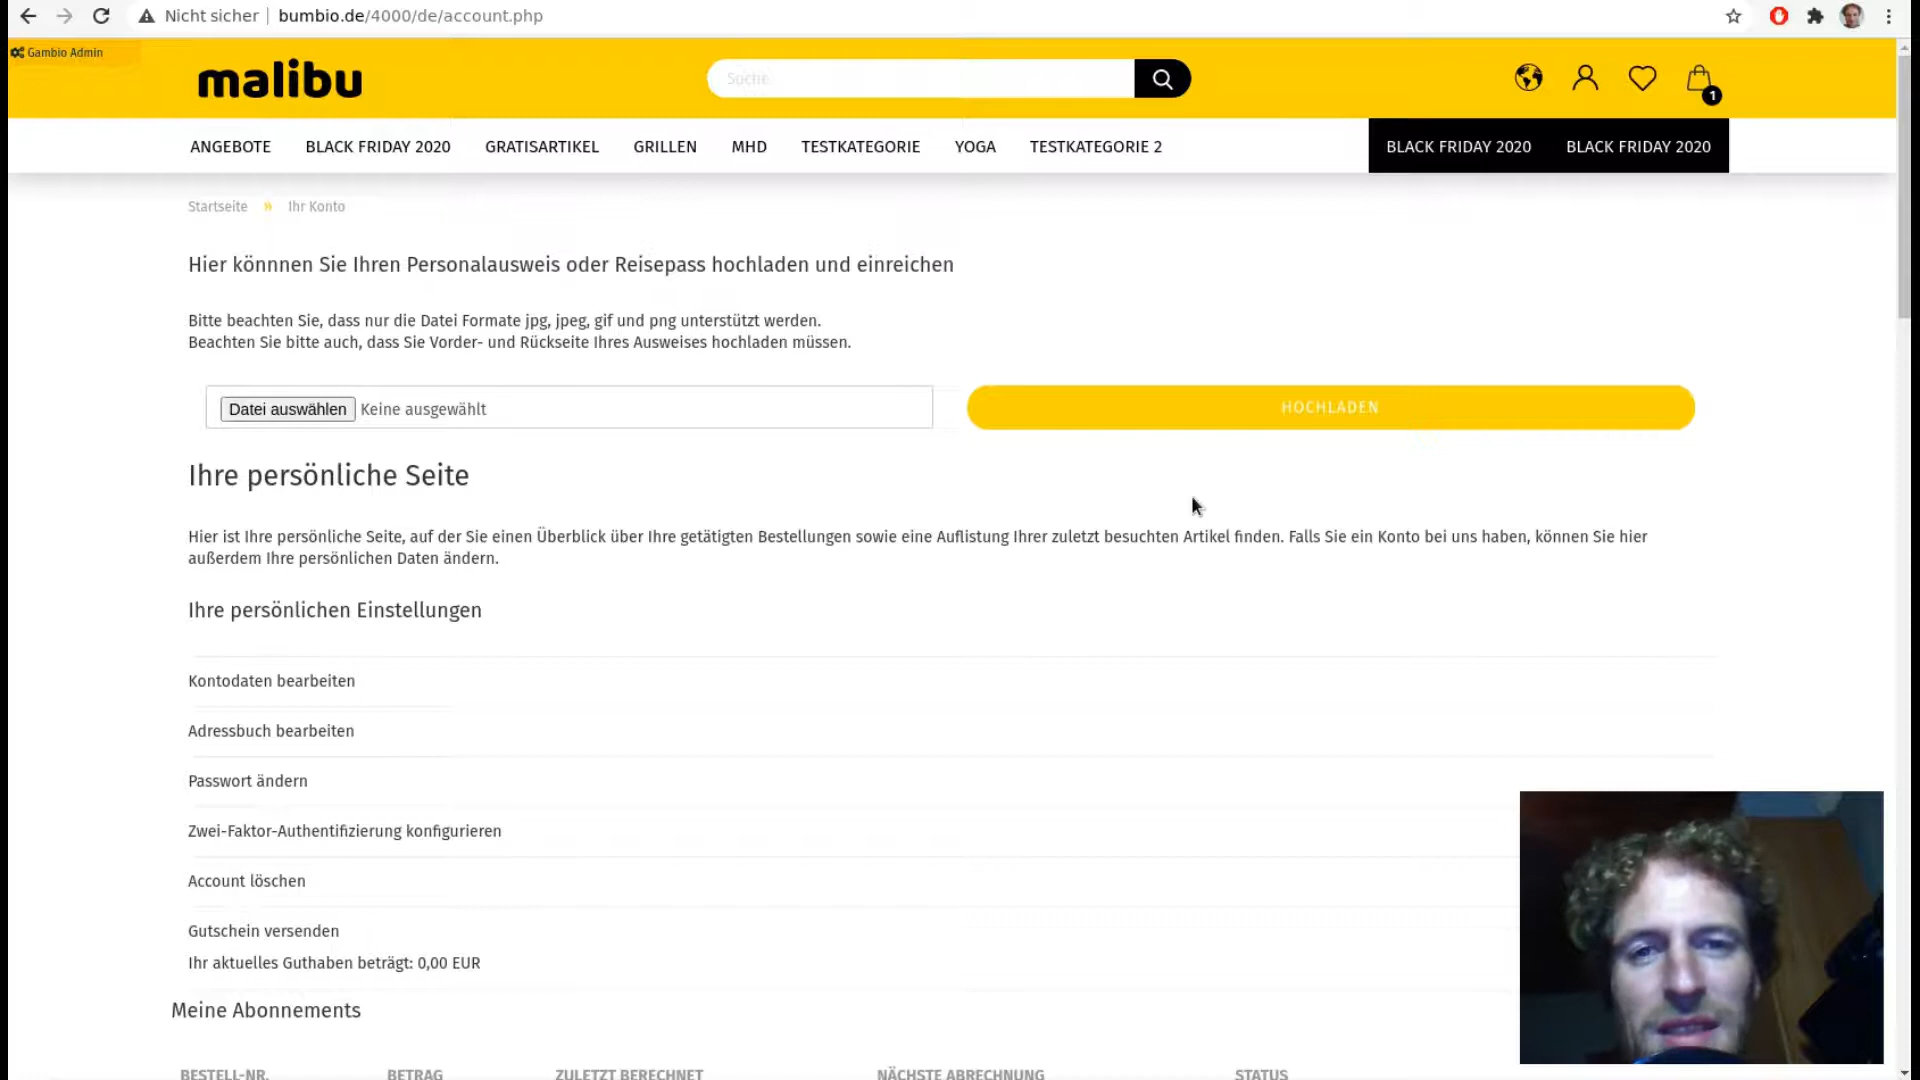 Nicht sicher bumbio.de/4000/de/account.php
Gambio Admin
malibu
Suche
1
ANGEBOTE BLACK FRIDAY 2020 GRATISARTIKEL GRILLEN MHD TESTKATEGORIE YOGA TESTKATEGORIE 2 BLACK FRIDAY 2020 BLACK FRIDAY 2020
Startseite » Ihr Konto
Hier könnnen Sie Ihren Personalausweis oder Reisepass hochladen und einreichen
Bitte beachten Sie, dass nur die Datei Formate jpg, jpeg, gif und png unterstützt werden.
Beachten Sie bitte auch, dass Sie Vorder- und Rückseite Ihres Ausweises hochladen müssen.
Datei auswählen Keine ausgewählt HOCHLADEN
Ihre persönliche Seite
Hier ist Ihre persönliche Seite, auf der Sie einen Überblick über Ihre getätigten Bestellungen sowie eine Auflistung Ihrer zuletzt besuchten Artikel finden. Falls Sie ein Konto bei uns haben, können Sie hier
außerdem Ihre persönlichen Daten ändern.
Ihre persönlichen Einstellungen
Kontodaten bearbeiten
Adressbuch bearbeiten
Passwort ändern
Zwei-Faktor-Authentifizierung konfigurieren
Account löschen
Gutschein versenden
Ihr aktuelles Guthaben beträgt: 0,00 EUR
Meine Abonnements
BESTELL-NR. BETRAG ZULETZT BERECHNET NÄCHSTE ABRECHNUNG STATUS